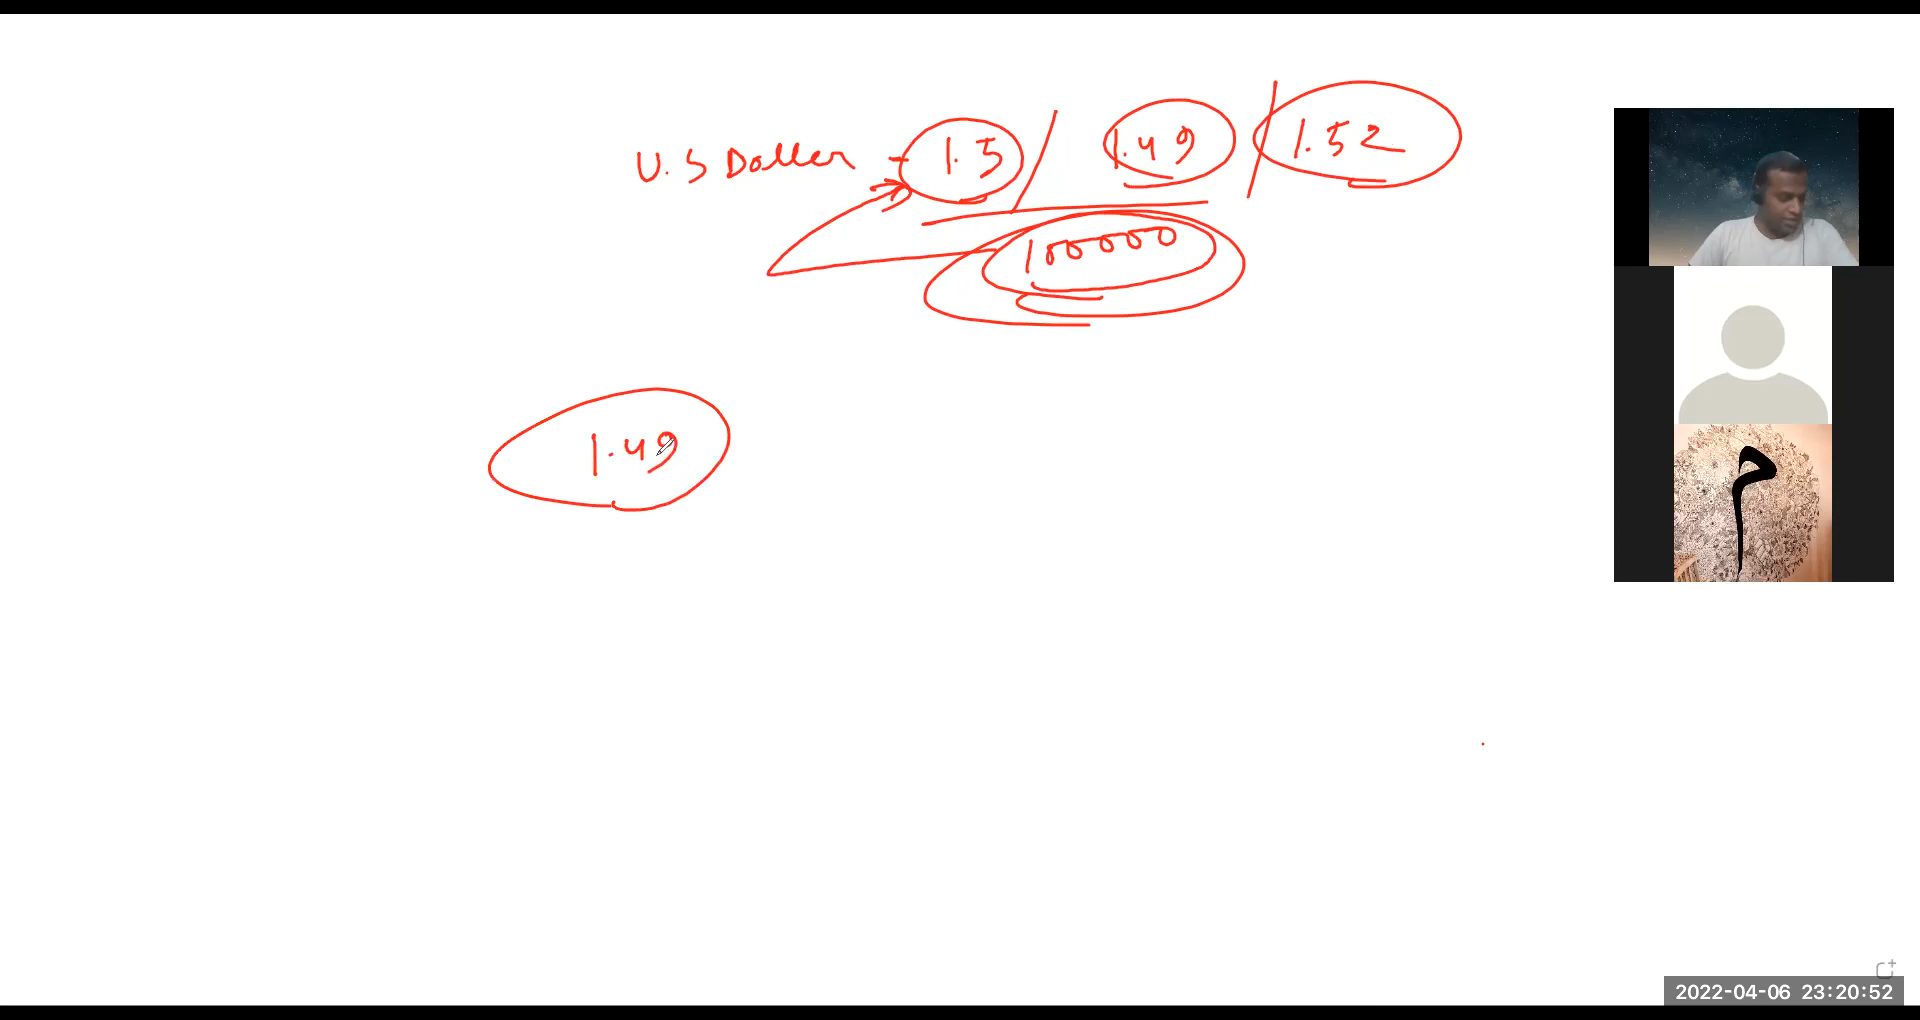 U.S Doller - 1.5 / 1.49 / 1.52
100000
1.49
م
2022-04-06 23:20:52